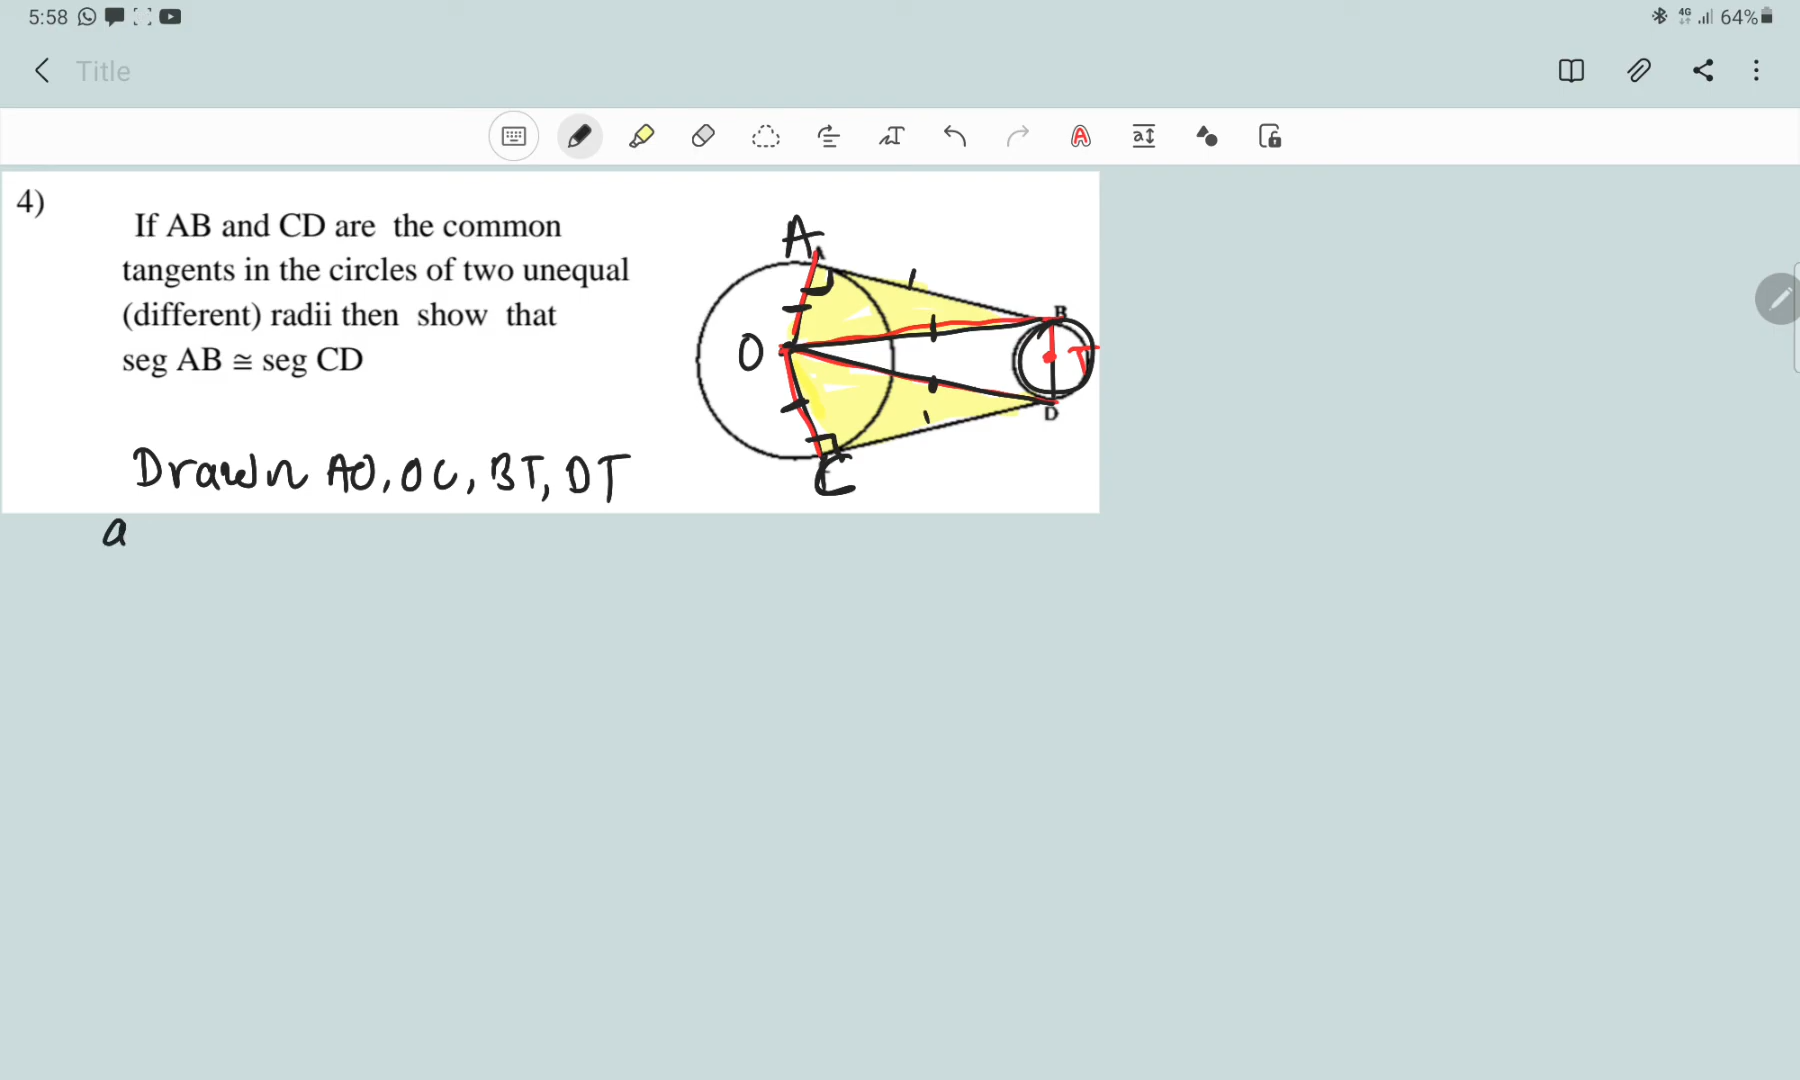 5:58
4G 64%
Title
4)
If AB and CD are the common
tangents in the circles of two unequal
(different) radii then show that
seg AB ≅ seg CD
A
A
B
O
T
D
C
Drawn AO, OC, BT, DT
a